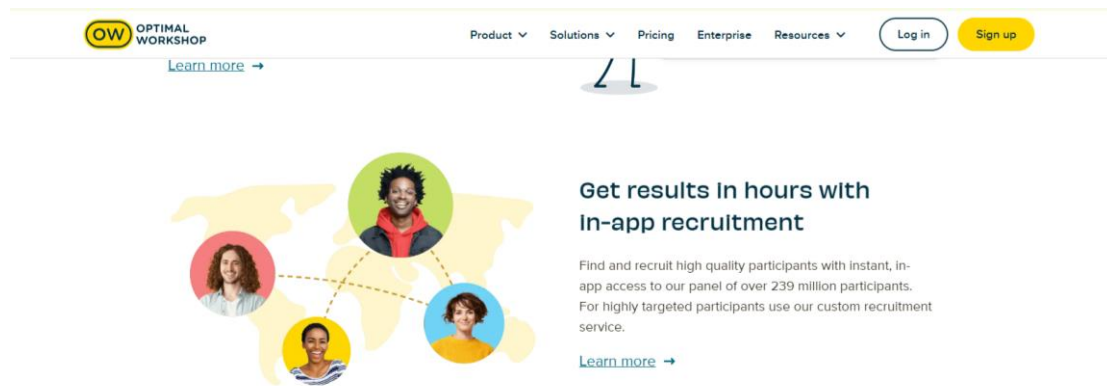 OW OPTIMAL
WORKSHOP
Product Solutions Pricing Enterprise Resources Log in Sign up
Learn more →
Get results in hours with
in-app recruitment
Find and recruit high quality participants with instant, in-
app access to our panel of over 239 million participants.
For highly targeted participants use our custom recruitment
service.
Learn more →